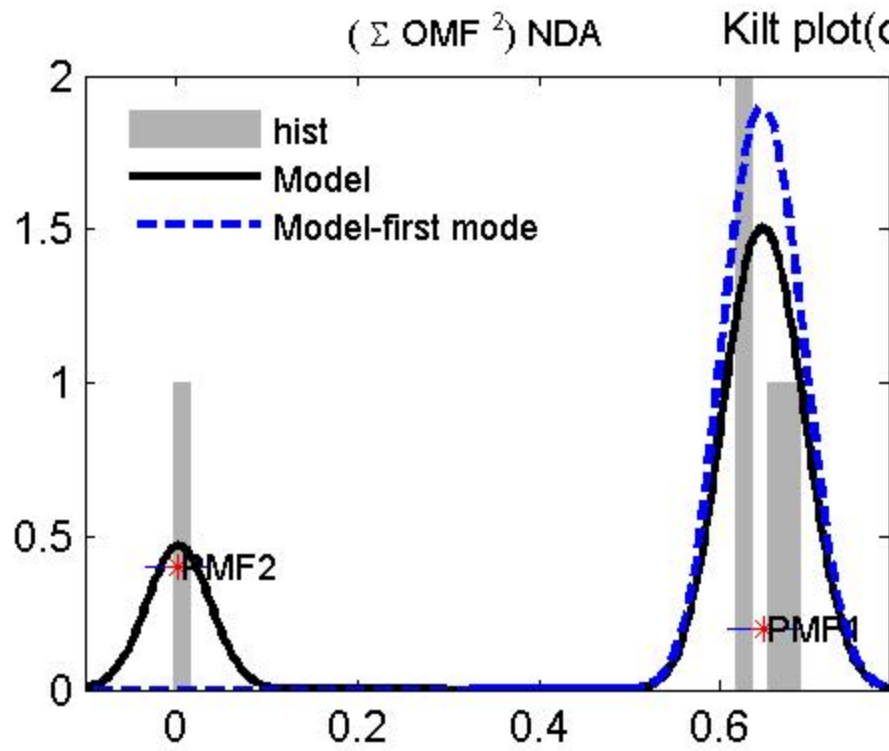 ( Σ OMF ²) NDA
Kilt plot(
2
hist
Model
1.5
Model-first mode
1
0.5
PMF2
PMF1
0
0 0.2 0.4 0.6